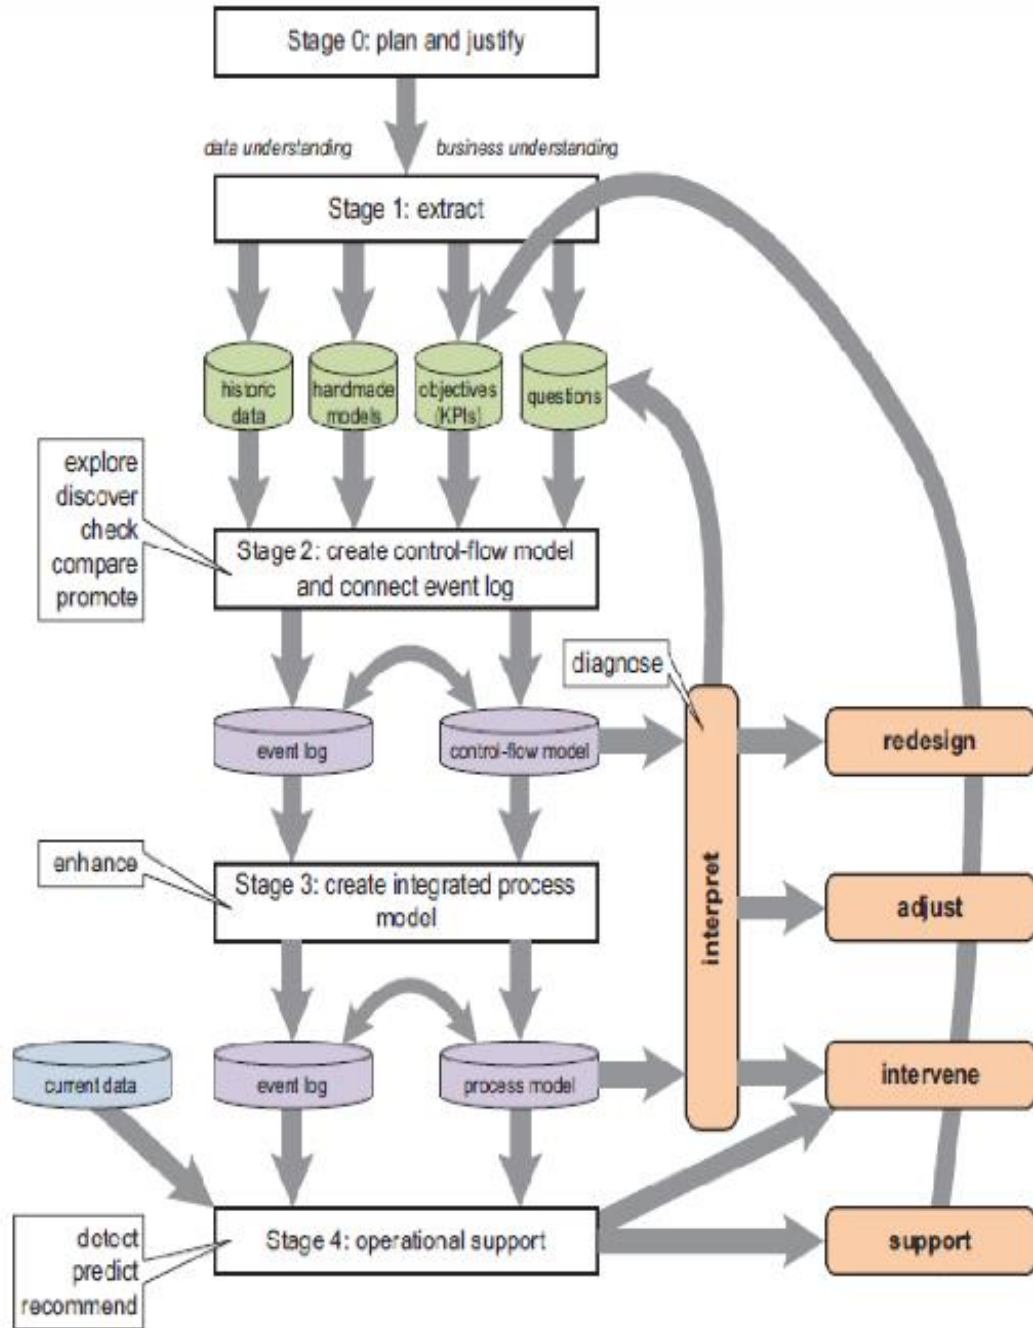 Stage 0: plan and justify
data understanding
business understanding
Stage 1: extract
historic
data
handmade
models
objectives
(KPIs)
questions
explore
discover
check
compare
promote
Stage 2: create control-flow model
and connect event log
diagnose
event log
control-flow model
redesign
enhance
Stage 3: create integrated process
model
interpret
adjust
current data
event log
process model
intervene
detect
predict
recommend
Stage 4: operational support
support